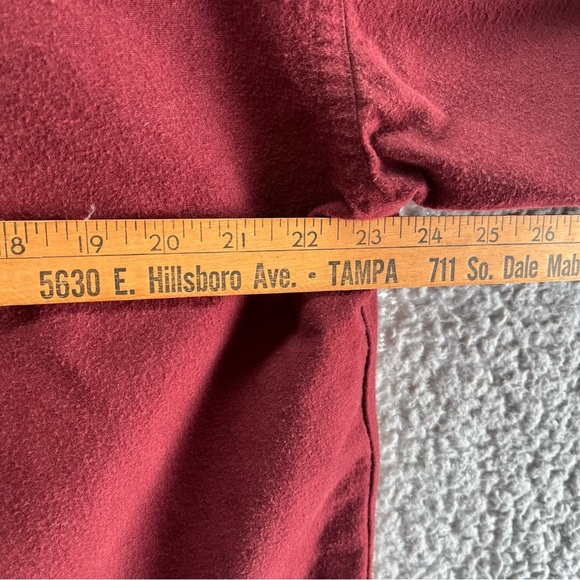 18 19 20 21 22 23 24 25 26
5630 E. Hillsboro Ave. • TAMPA 711 So. Dale Mab